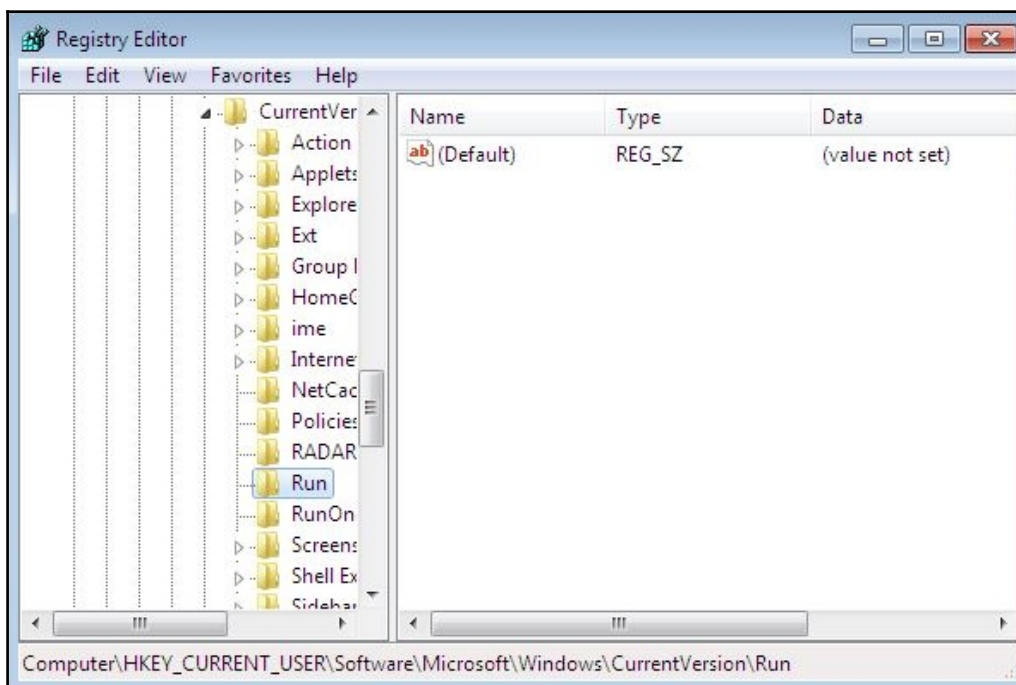 Registry Editor
File Edit View Favorites Help
CurrentVer
Action
Applets
Explore
Ext
Group
HomeG
ime
Interne
NetCac
Policies
RADAR
Run
RunOn
Screens
Shell Ex
Sidebar
Name Type Data
ab (Default) REG_SZ (value not set)
Computer\HKEY_CURRENT_USER\Software\Microsoft\Windows\CurrentVersion\Run